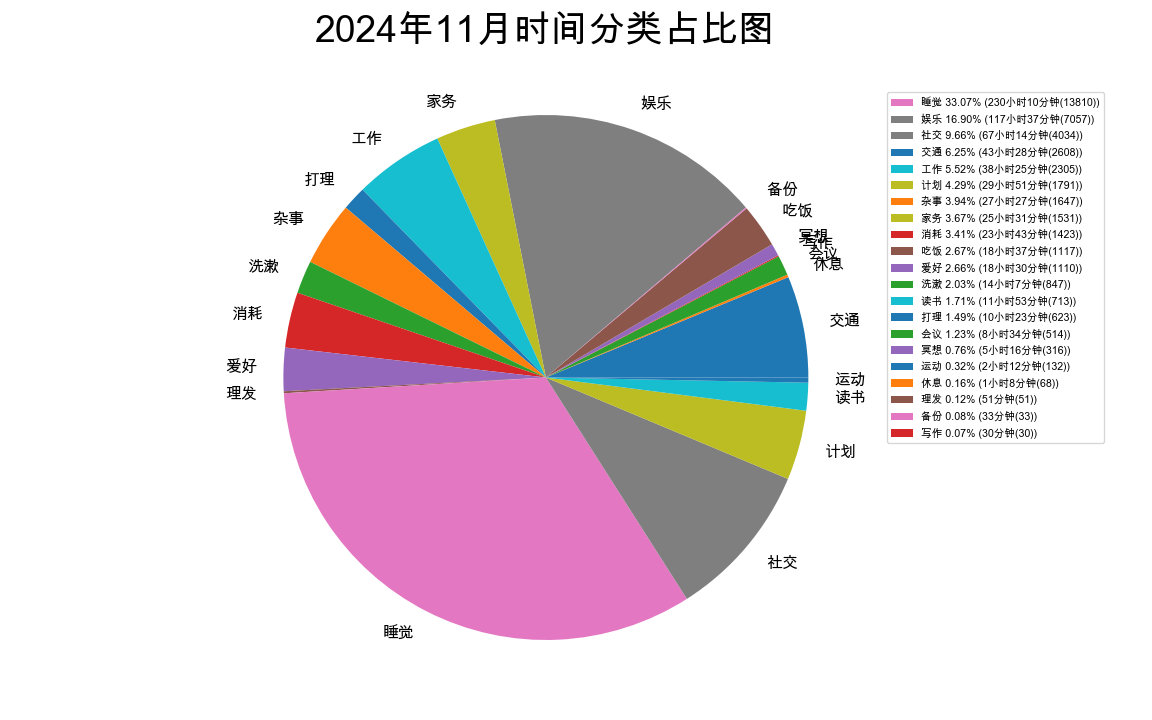 2024年11月时间分类占比图
家务
娱乐
工作
打理
备份
吃饭
杂事
冥想
写作
会议
休息
洗漱
消耗
交通
爱好
运动
理发
读书
计划
社交
睡觉
睡觉 33.07% (230小时10分钟(13810))
娱乐 16.90% (117小时37分钟(7057))
社交 9.66% (67小时14分钟(4034))
交通 6.25% (43小时28分钟(2608))
工作 5.52% (38小时25分钟(2305))
计划 4.29% (29小时51分钟(1791))
杂事 3.94% (27小时27分钟(1647))
家务 3.67% (25小时31分钟(1531))
消耗 3.41% (23小时43分钟(1423))
吃饭 2.67% (18小时37分钟(1117))
爱好 2.66% (18小时30分钟(1110))
洗漱 2.03% (14小时7分钟(847))
读书 1.71% (11小时53分钟(713))
打理 1.49% (10小时23分钟(623))
会议 1.23% (8小时34分钟(514))
冥想 0.76% (5小时16分钟(316))
运动 0.32% (2小时12分钟(132))
休息 0.16% (1小时8分钟(68))
理发 0.12% (51分钟(51))
备份 0.08% (33分钟(33))
写作 0.07% (30分钟(30))